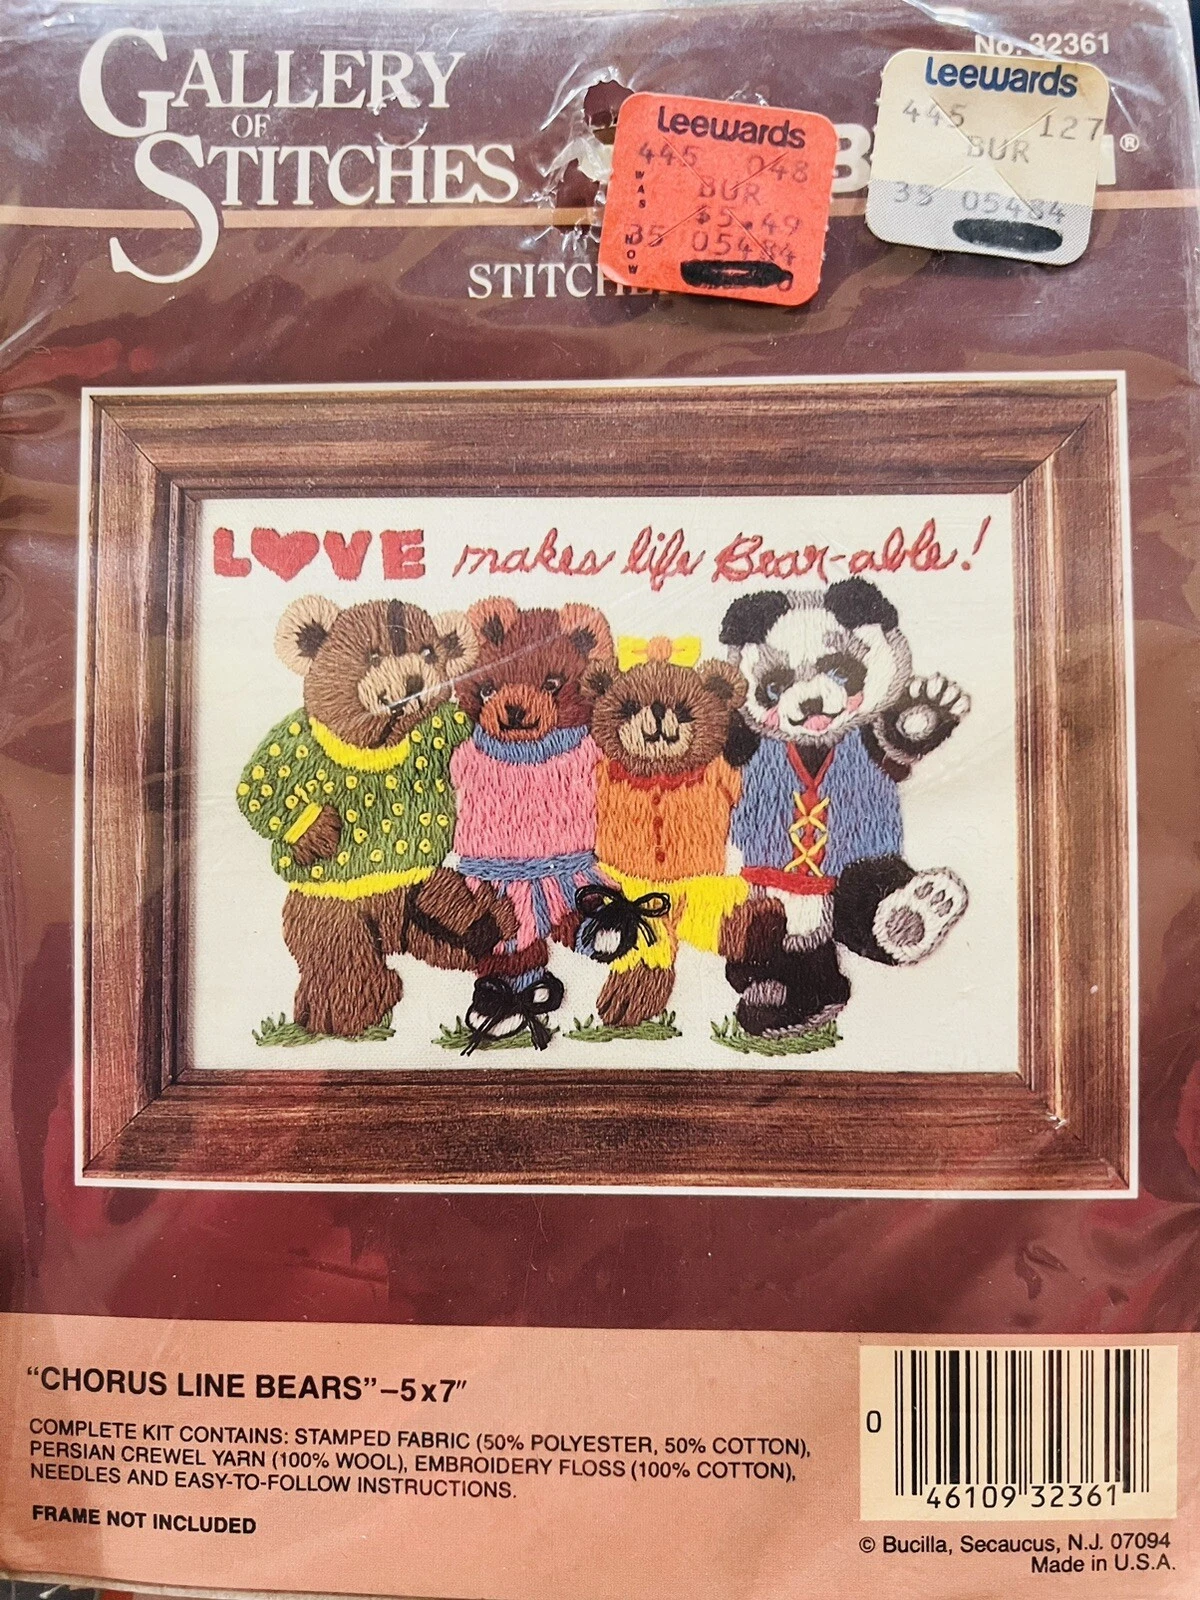 No. 32361
GALLERY
OF
STITCHES
Leewards
445 048
WAS
BUR
$5.49
35 05484
NOW
Leewards
445 127
BUR
35 05484
®
LOVE makes life Bear-able!
"CHORUS LINE BEARS"–5x7"
COMPLETE KIT CONTAINS: STAMPED FABRIC (50% POLYESTER, 50% COTTON),
PERSIAN CREWEL YARN (100% WOOL), EMBROIDERY FLOSS (100% COTTON),
NEEDLES AND EASY-TO-FOLLOW INSTRUCTIONS.
FRAME NOT INCLUDED
0
46109 32361
© Bucilla, Secaucus, N.J. 07094
Made in U.S.A.